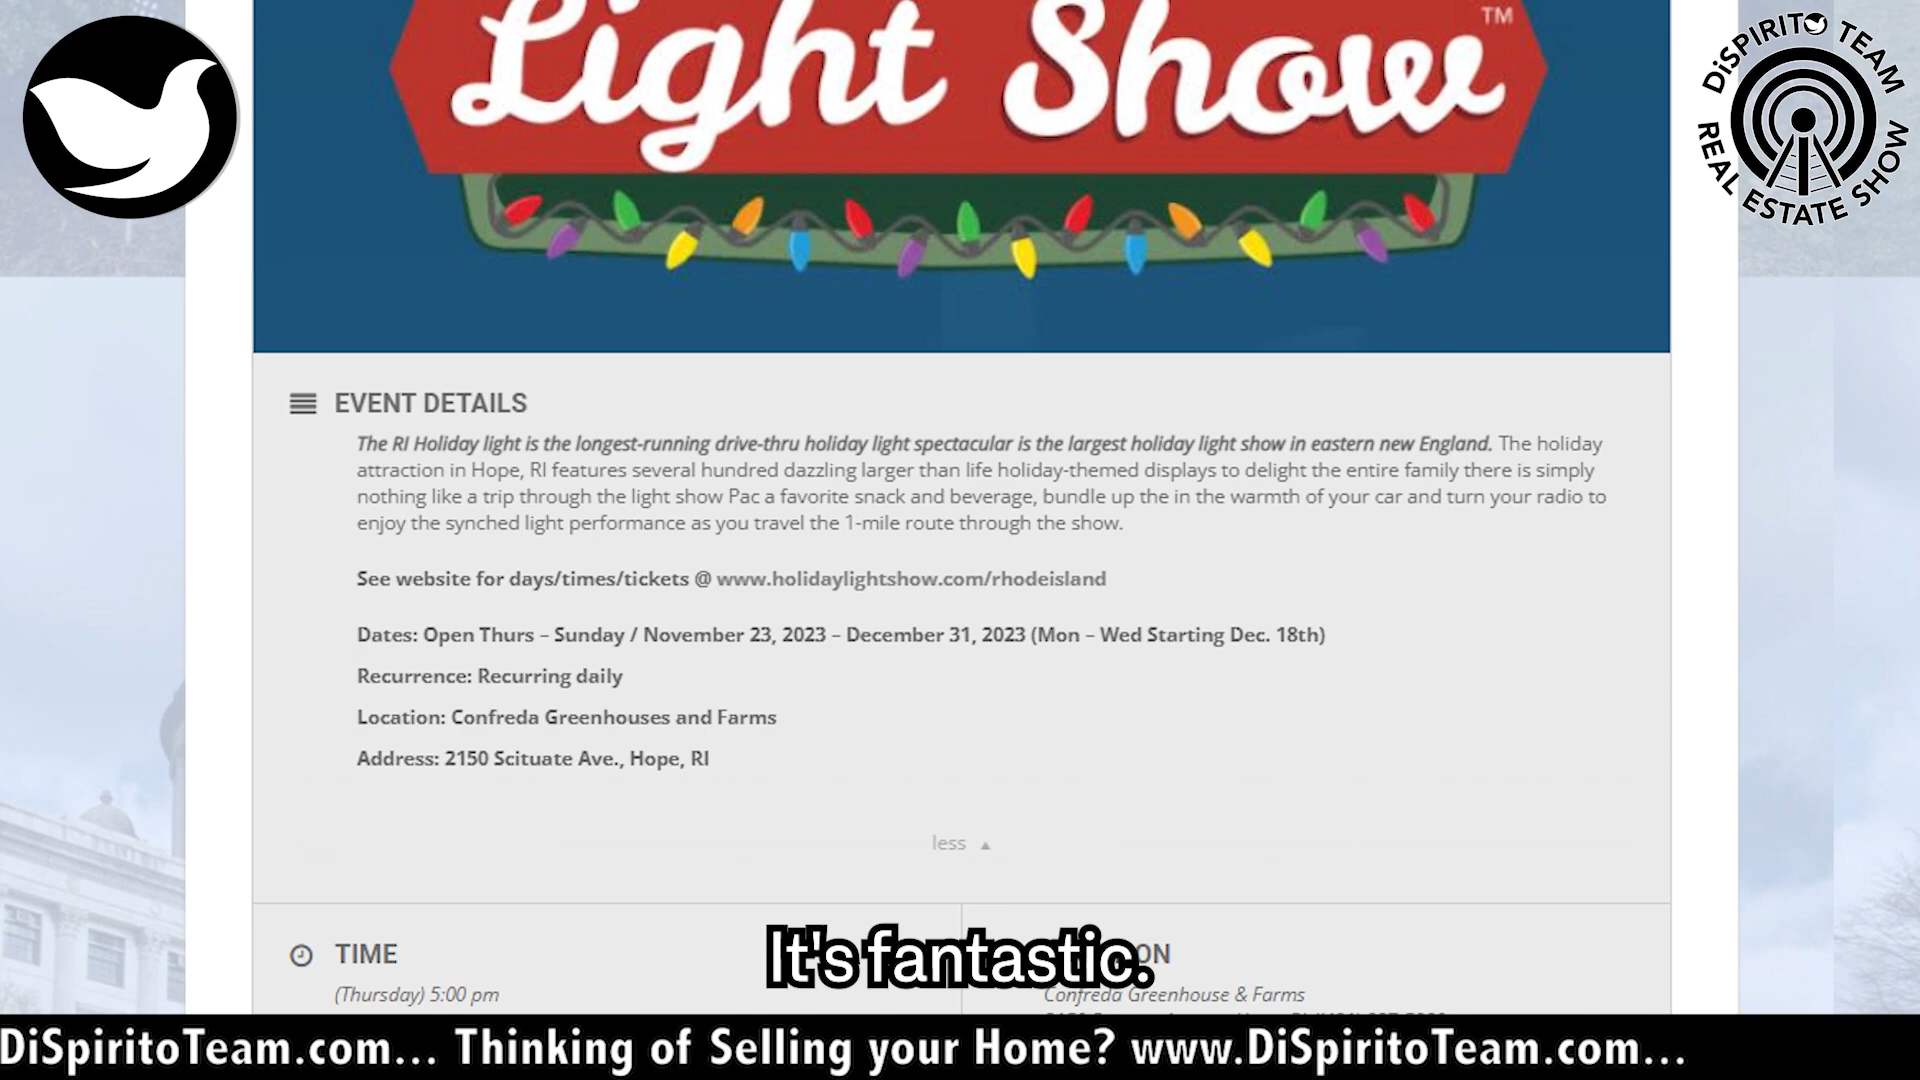 Light Show™
DiSPIRITO TEAM
REAL ESTATE SHOW
EVENT DETAILS
The RI Holiday light is the longest-running drive-thru holiday light spectacular is the largest holiday light show in eastern new England. The holiday
attraction in Hope, RI features several hundred dazzling larger than life holiday-themed displays to delight the entire family there is simply
nothing like a trip through the light show Pac a favorite snack and beverage, bundle up the in the warmth of your car and turn your radio to
enjoy the synched light performance as you travel the 1-mile route through the show.
See website for days/times/tickets @ www.holidaylightshow.com/rhodeisland
Dates: Open Thurs – Sunday / November 23, 2023 – December 31, 2023 (Mon – Wed Starting Dec. 18th)
Recurrence: Recurring daily
Location: Confreda Greenhouses and Farms
Address: 2150 Scituate Ave., Hope, RI
less ▲
TIME
(Thursday) 5:00 pm
It's fantastic.
Confreda Greenhouse & Farms
DiSpiritoTeam.com... Thinking of Selling your Home? www.DiSpiritoTeam.com...